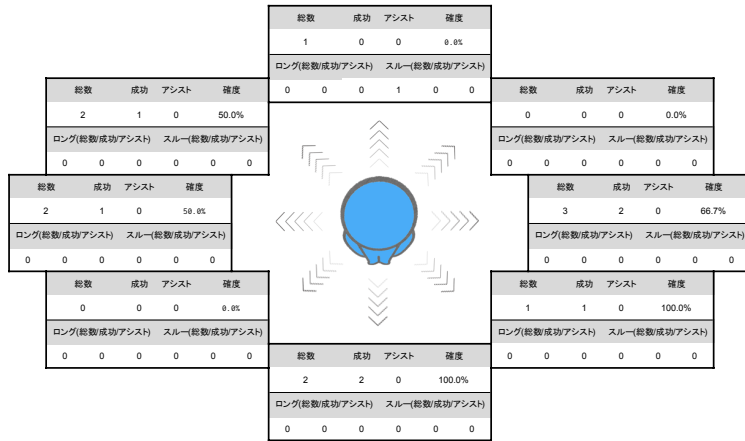 総数 成功 アシスト 確度
1 0 0 0.0%
ロング(総数/成功/アシスト) スルー(総数/成功/アシスト)
0 0 0 1 0 0
総数 成功 アシスト 確度
2 1 0 50.0%
ロング(総数/成功/アシスト) スルー(総数/成功/アシスト)
0 0 0 0 0 0
総数 成功 アシスト 確度
0 0 0 0.0%
ロング(総数/成功/アシスト) スルー(総数/成功/アシスト)
0 0 0 0 0 0
総数 成功 アシスト 確度
2 1 0 50.0%
ロング(総数/成功/アシスト) スルー(総数/成功/アシスト)
0 0 0 0 0 0
総数 成功 アシスト 確度
3 2 0 66.7%
ロング(総数/成功/アシスト) スルー(総数/成功/アシスト)
0 0 0 0 0 0
総数 成功 アシスト 確度
0 0 0 0.0%
ロング(総数/成功/アシスト) スルー(総数/成功/アシスト)
0 0 0 0 0 0
総数 成功 アシスト 確度
1 1 0 100.0%
ロング(総数/成功/アシスト) スルー(総数/成功/アシスト)
0 0 0 0 0 0
総数 成功 アシスト 確度
2 2 0 100.0%
ロング(総数/成功/アシスト) スルー(総数/成功/アシスト)
0 0 0 0 0 0